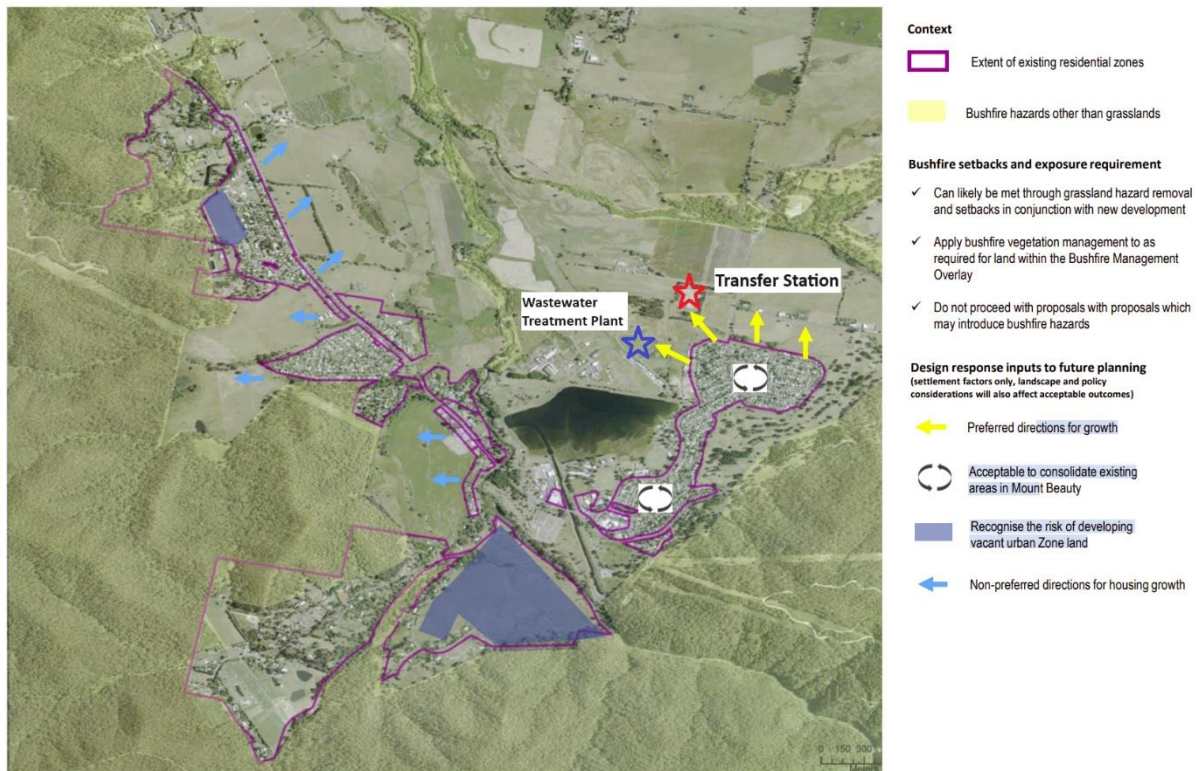 Wastewater
Treatment Plant
Transfer Station
0 150 300
Meters
Context
Extent of existing residential zones
Bushfire hazards other than grasslands
Bushfire setbacks and exposure requirement
✓ Can likely be met through grassland hazard removal
and setbacks in conjunction with new development
✓ Apply bushfire vegetation management to as
required for land within the Bushfire Management
Overlay
✓ Do not proceed with proposals with proposals which
may introduce bushfire hazards
Design response inputs to future planning
(settlement factors only, landscape and policy
considerations will also affect acceptable outcomes)
Preferred directions for growth
Acceptable to consolidate existing
areas in Mount Beauty
Recognise the risk of developing
vacant urban Zone land
Non-preferred directions for housing growth